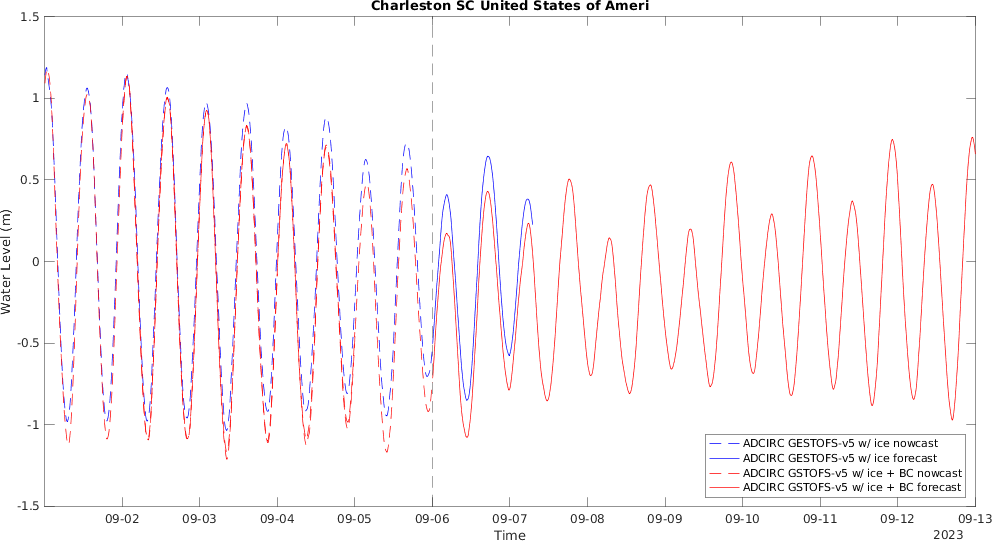 Charleston SC United States of Ameri
1.5
1
0.5
0
-0.5
-1
-1.5
Water Level (m)
09-02 09-03 09-04 09-05 09-06 09-07 09-08 09-09 09-10 09-11 09-12 09-13
Time
2023
ADCIRC GESTOFS-v5 w/ ice nowcast
ADCIRC GESTOFS-v5 w/ ice forecast
ADCIRC GSTOFS-v5 w/ ice + BC nowcast
ADCIRC GSTOFS-v5 w/ ice + BC forecast